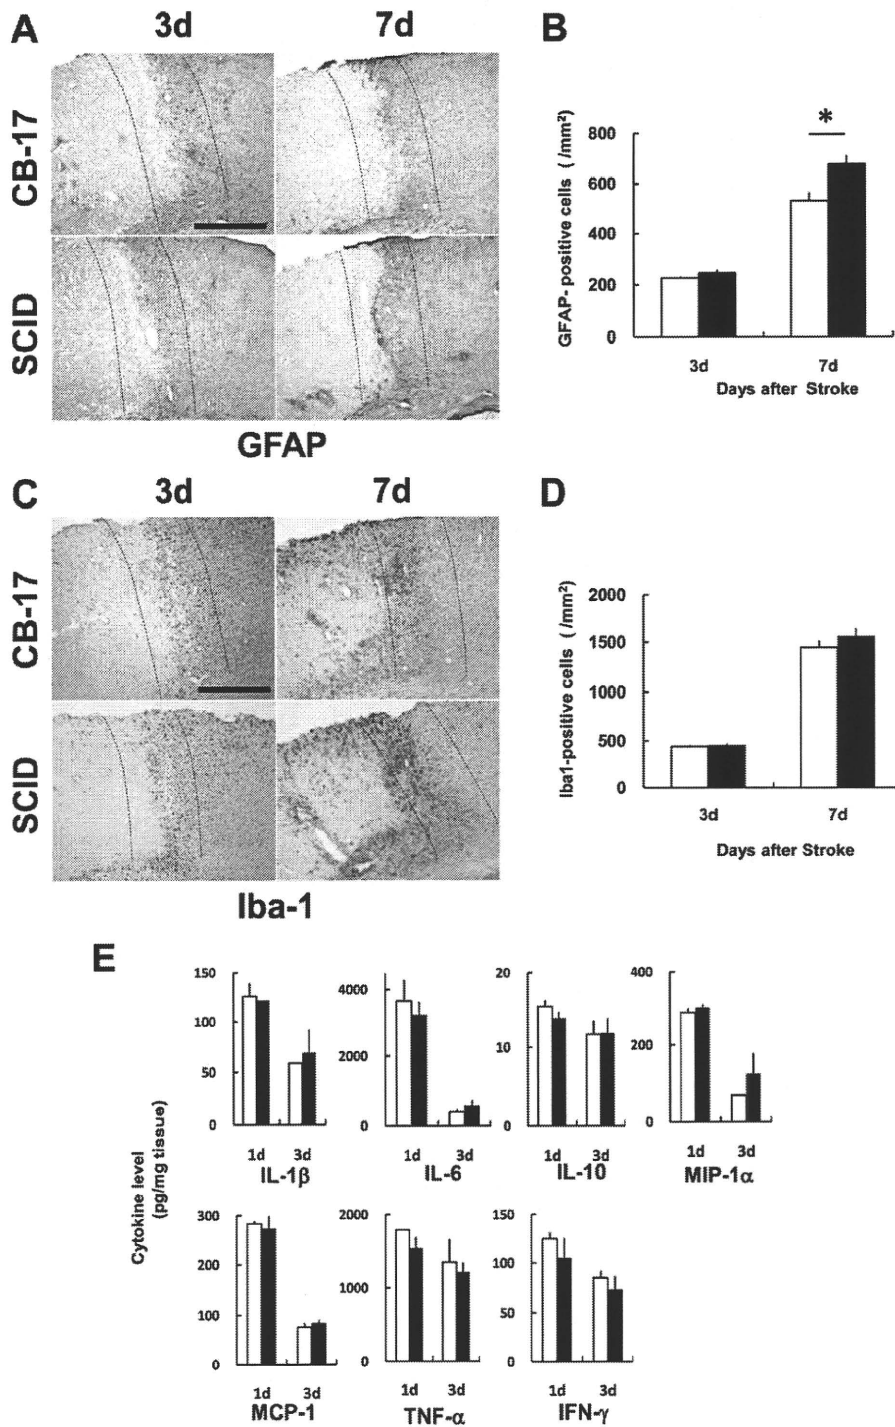 A
3d
7d
CB-17
SCID
GFAP
B
*
GFAP- positive cells ( /mm²)
800
600
400
200
0
3d
7d
Days after Stroke
C
3d
7d
CB-17
SCID
Iba-1
D
Iba1-positive cells ( /mm²)
2000
1500
1000
500
0
3d
7d
Days after Stroke
E
Cytokine level
(pg/mg tissue)
150
100
50
0
1d
3d
IL-1β
4000
2000
0
1d
3d
IL-6
20
10
0
1d
3d
IL-10
400
200
0
1d
3d
MIP-1α
300
200
100
0
1d
3d
MCP-1
2000
1000
0
1d
3d
TNF-α
150
100
50
0
1d
3d
IFN-γ